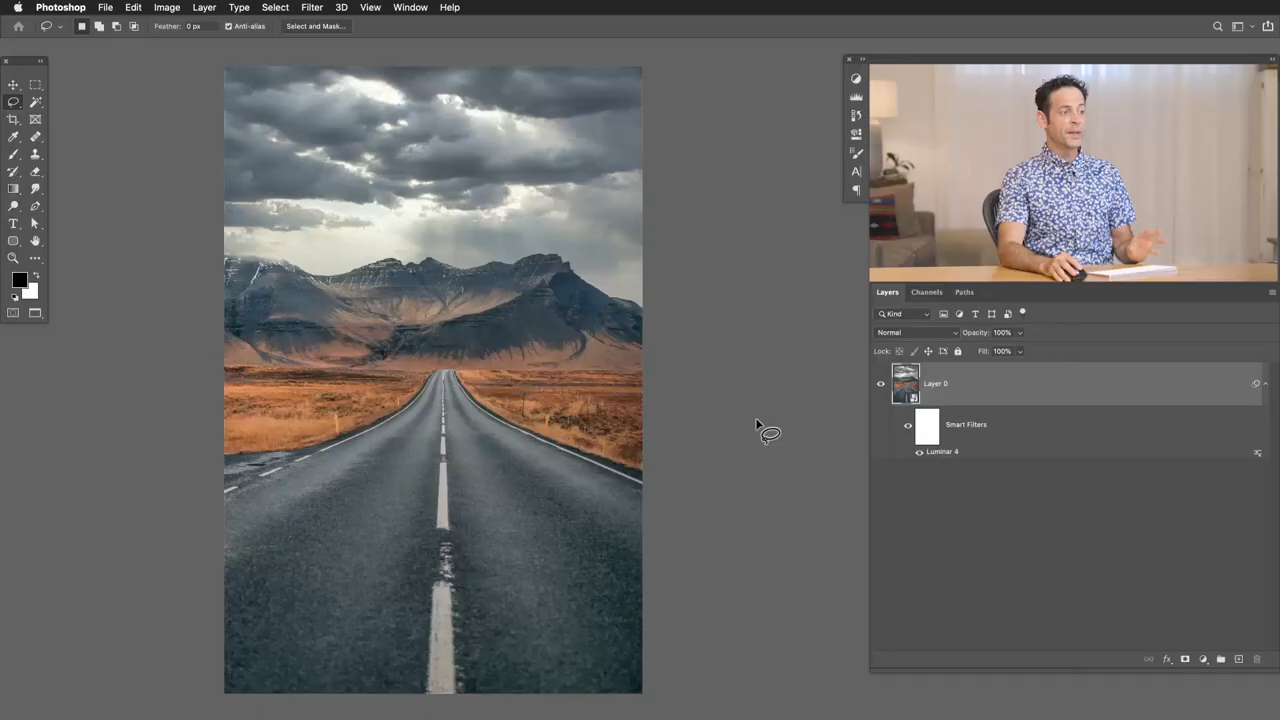 Photoshop File Edit Image Layer Type Select Filter 3D View Window Help
Feather: 0 px Anti-alias Select and Mask...
Layers Channels Paths
Kind
Normal Opacity: 100%
Lock: Fill: 100%
Layer 0
Smart Filters
Luminar 4
fx